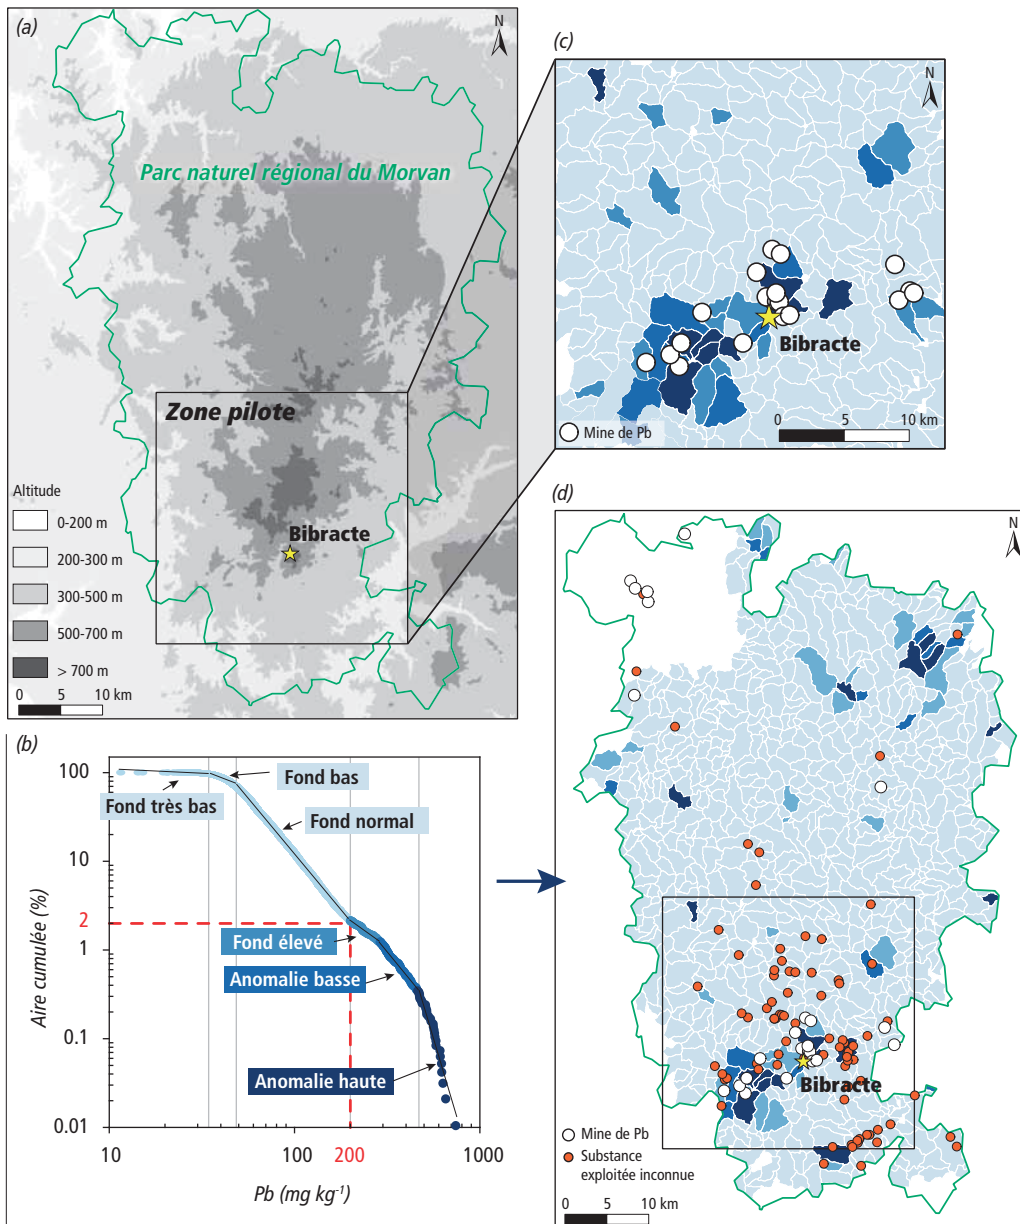 (a)
N
Parc naturel régional du Morvan
Zone pilote
Bibracte
Altitude
0-200 m
200-300 m
300-500 m
500-700 m
> 700 m
0 5 10 km
(c)
N
Bibracte
Mine de Pb
0 5 10 km
(b)
Aire cumulée (%)
100
10
2
1
0.1
0.01
Fond bas
Fond très bas
Fond normal
Fond élevé
Anomalie basse
Anomalie haute
10 100 200 1000
Pb (mg kg-1)
(d)
N
Bibracte
Mine de Pb
Substance
exploitée inconnue
0 5 10 km